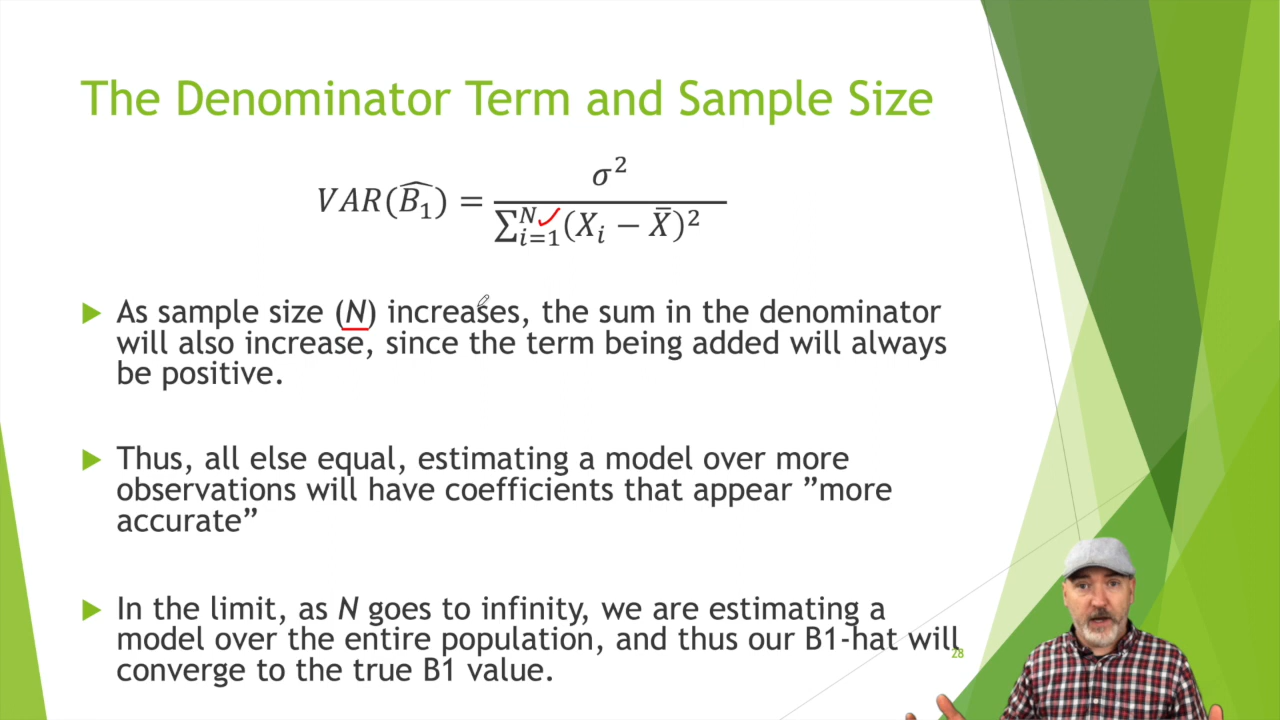 The Denominator Term and Sample Size
σ²
VAR(B̂₁) = 
∑ᴺᵢ₌₁(Xᵢ − X̄)²
As sample size (N) increases, the sum in the denominator
will also increase, since the term being added will always
be positive.
Thus, all else equal, estimating a model over more
observations will have coefficients that appear ”more
accurate”
In the limit, as N goes to infinity, we are estimating a
model over the entire population, and thus our B1-hat will
28
converge to the true B1 value.